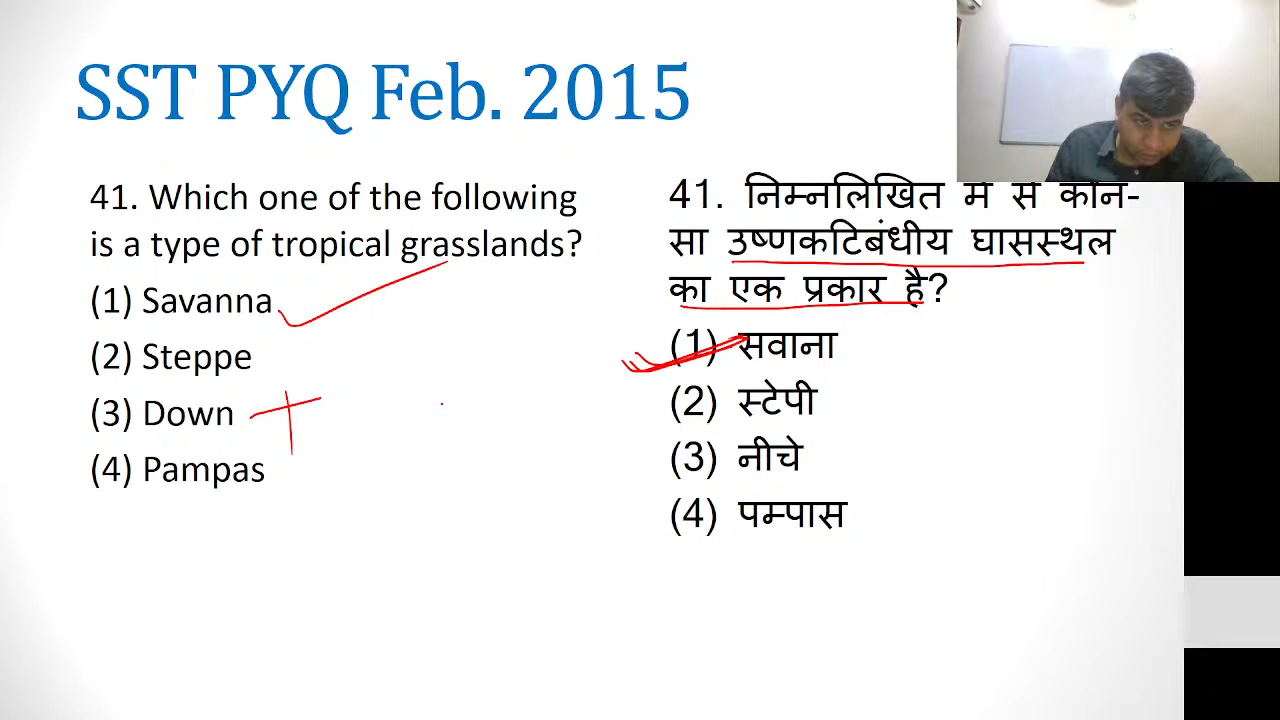 SST PYQ Feb. 2015
41. Which one of the following
is a type of tropical grasslands?
(1) Savanna
(2) Steppe
(3) Down
(4) Pampas
41. निम्नलिखित में से कौन-
सा उष्णकटिबंधीय घासस्थल
का एक प्रकार है?
(1) सवाना
(2) स्टेपी
(3) नीचे
(4) पम्पास